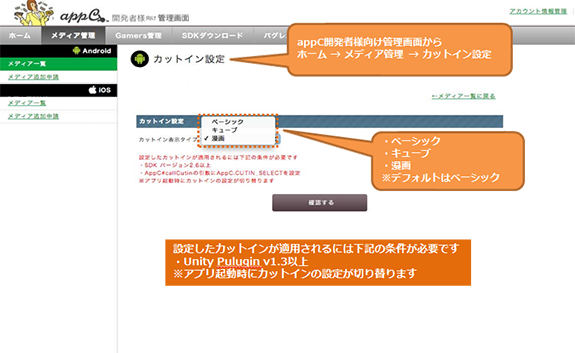 appC. 開発者様向け管理画面
アカウント情報管理
ホーム メディア管理 Gamers管理 SDKダウンロード
Android
メディア一覧
メディア追加申請
iOS
メディア一覧
メディア追加申請
カットイン設定
appC開発者様向け管理画面から
ホーム → メディア管理 → カットイン設定
←メディア一覧に戻る
カットイン設定
カットイン表示タイプ
ベーシック
キューブ
✓ 漫画
・ベーシック
・キューブ
・漫画
※デフォルトはベーシック
設定したカットインが適用されるには下記の条件が必要です
・SDK バージョン2.6以上
・AppC#callCutinの引数にAppC.CUTIN_SELECTを設定
※アプリ起動時にカットインの設定が切り替ります
確認する
設定したカットインが適用されるには下記の条件が必要です
・Unity Pulugin v1.3以上
※アプリ起動時にカットインの設定が切り替ります